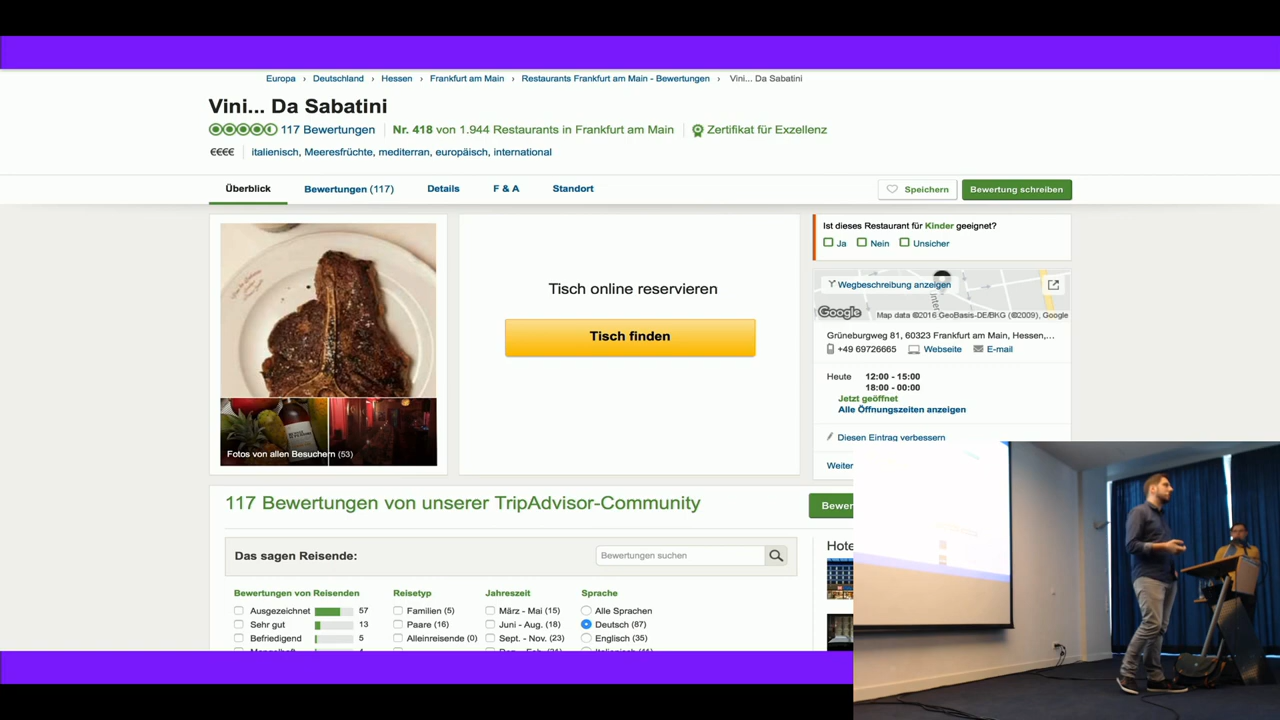 Europa › Deutschland › Hessen › Frankfurt am Main › Restaurants Frankfurt am Main - Bewertungen › Vini... Da Sabatini
Vini... Da Sabatini
117 Bewertungen Nr. 418 von 1.944 Restaurants in Frankfurt am Main Zertifikat für Exzellenz
€€€€ italienisch, Meeresfrüchte, mediterran, europäisch, international
Überblick Bewertungen (117) Details F & A Standort Speichern Bewertung schreiben
Ist dieses Restaurant für Kinder geeignet?
Ja Nein Unsicher
Tisch online reservieren
Tisch finden
Wegbeschreibung anzeigen
Google Map data ©2016 GeoBasis-DE/BKG (©2009), Google
Grüneburgweg 81, 60323 Frankfurt am Main, Hessen,...
+49 69726665 Webseite E-mail
Heute 12:00 - 15:00
18:00 - 00:00
Jetzt geöffnet
Alle Öffnungszeiten anzeigen
Diesen Eintrag verbessern
Fotos von allen Besuchern (53)
Weiter
117 Bewertungen von unserer TripAdvisor-Community
Bewer
Das sagen Reisende:
Bewertungen suchen
Hote
Bewertungen von Reisenden Reisetyp Jahreszeit Sprache
Ausgezeichnet 57 Familien (5) März - Mai (15) Alle Sprachen
Sehr gut 13 Paare (16) Juni - Aug. (18) Deutsch (87)
Befriedigend 5 Alleinreisende (0) Sept. - Nov. (23) Englisch (35)